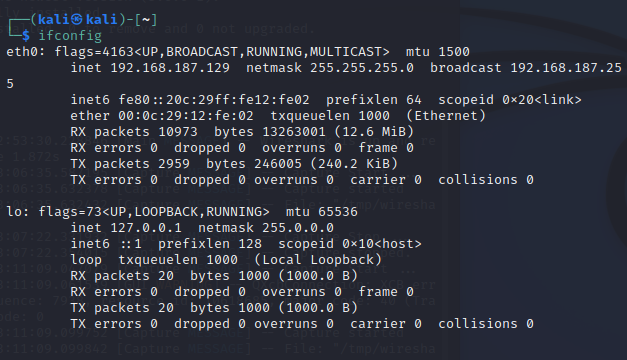 ┌──(kali㉿kali)-[~]
└─$ ifconfig
eth0: flags=4163<UP,BROADCAST,RUNNING,MULTICAST>  mtu 1500
        inet 192.168.187.129  netmask 255.255.255.0  broadcast 192.168.187.25
5
        inet6 fe80::20c:29ff:fe12:fe02  prefixlen 64  scopeid 0x20<link>
        ether 00:0c:29:12:fe:02  txqueuelen 1000  (Ethernet)
        RX packets 10973  bytes 13263001 (12.6 MiB)
        RX errors 0  dropped 0  overruns 0  frame 0
        TX packets 2959  bytes 246005 (240.2 KiB)
        TX errors 0  dropped 0 overruns 0  carrier 0  collisions 0

lo: flags=73<UP,LOOPBACK,RUNNING>  mtu 65536
        inet 127.0.0.1  netmask 255.0.0.0
        inet6 ::1  prefixlen 128  scopeid 0x10<host>
        loop  txqueuelen 1000  (Local Loopback)
        RX packets 20  bytes 1000 (1000.0 B)
        RX errors 0  dropped 0  overruns 0  frame 0
        TX packets 20  bytes 1000 (1000.0 B)
        TX errors 0  dropped 0 overruns 0  carrier 0  collisions 0